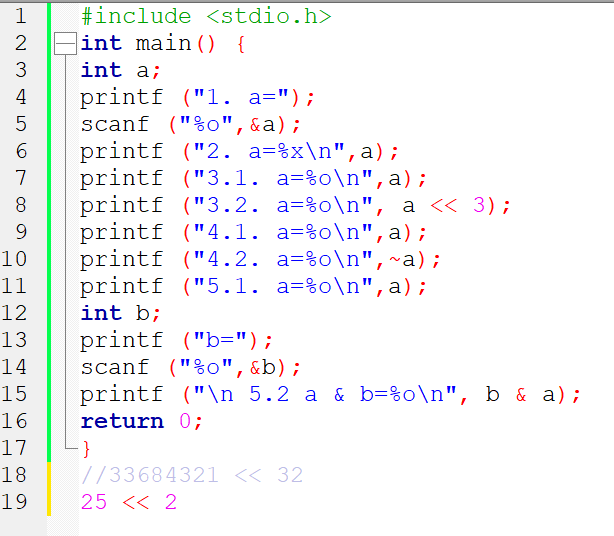 1 #include <stdio.h>
2 int main() {
3 int a;
4 printf ("1. a=");
5 scanf ("%o",&a);
6 printf ("2. a=%x\n",a);
7 printf ("3.1. a=%o\n",a);
8 printf ("3.2. a=%o\n", a << 3);
9 printf ("4.1. a=%o\n",a);
10 printf ("4.2. a=%o\n",~a);
11 printf ("5.1. a=%o\n",a);
12 int b;
13 printf ("b=");
14 scanf ("%o",&b);
15 printf ("\n 5.2 a & b=%o\n", b & a);
16 return 0;
17 }
18 //33684321 << 32
19 25 << 2